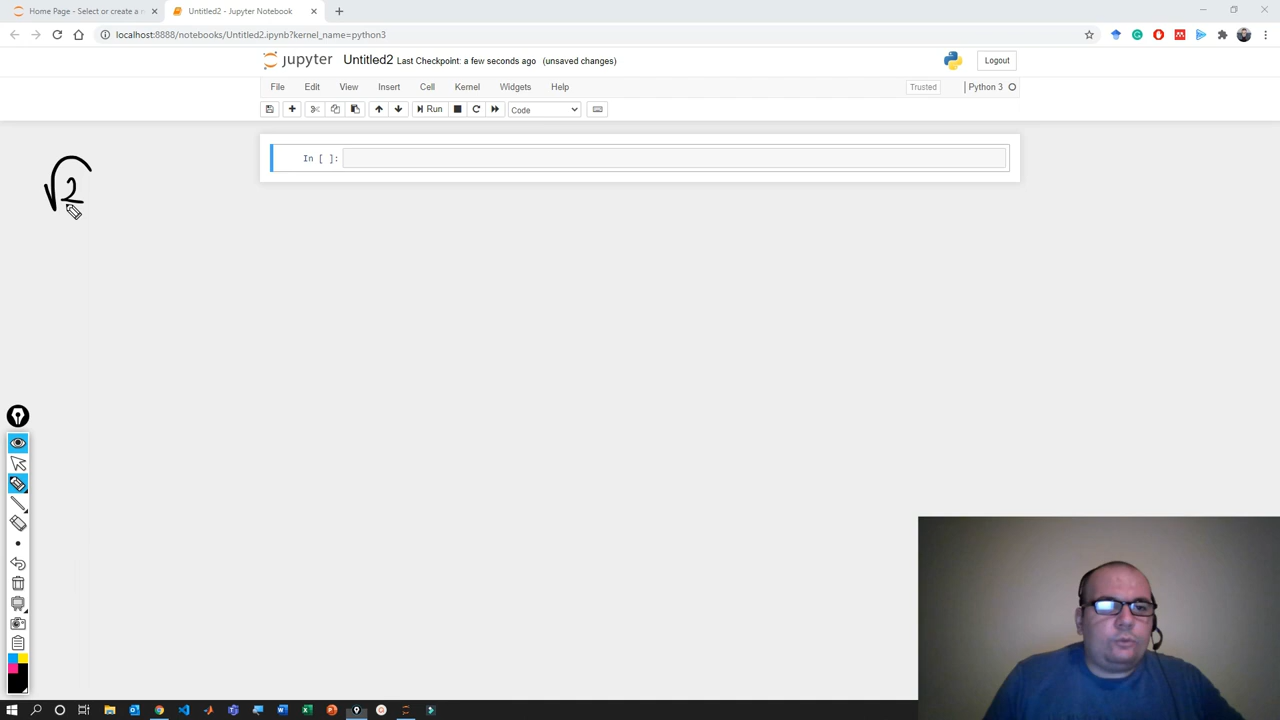 Home Page - Select or create a n
Untitled2 - Jupyter Notebook
localhost:8888/notebooks/Untitled2.ipynb?kernel_name=python3
jupyter Untitled2 Last Checkpoint: a few seconds ago (unsaved changes)
Logout
File Edit View Insert Cell Kernel Widgets Help
Trusted
Python 3
Run
Code
In [ ]:
√2